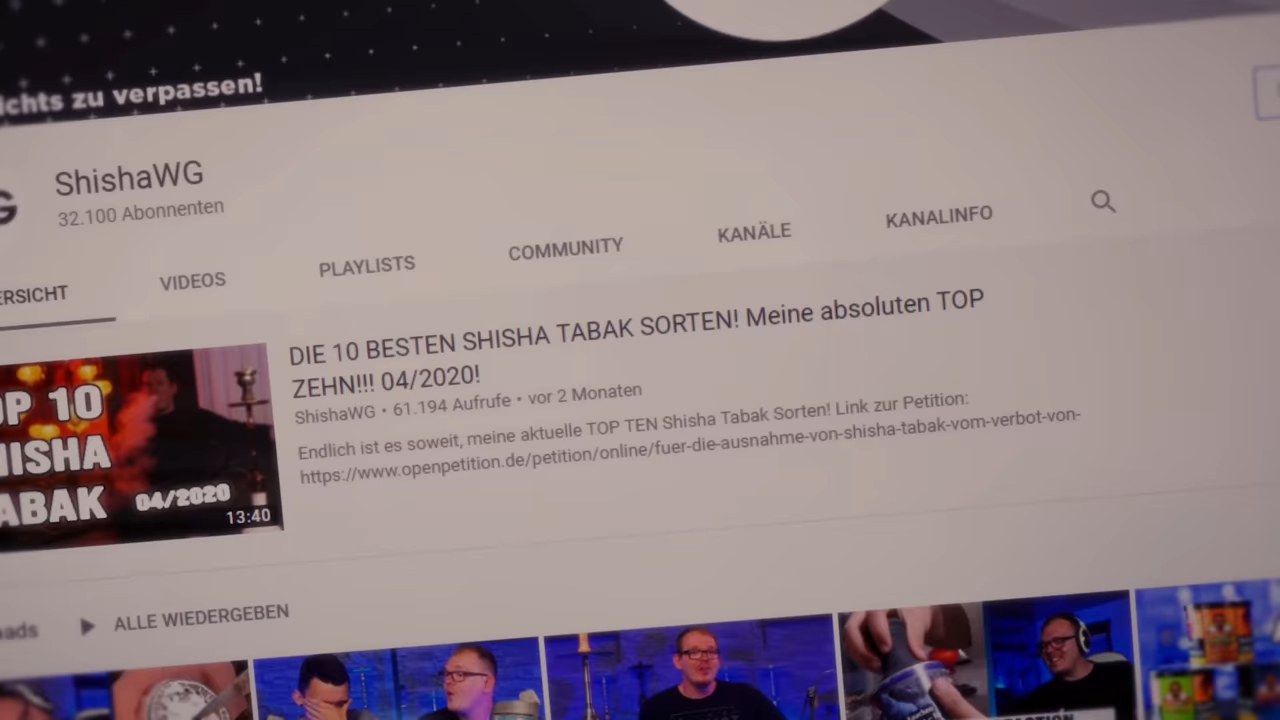 ichts zu verpassen!
G
ShishaWG
32.100 Abonnenten
ERSICHT
VIDEOS
PLAYLISTS
COMMUNITY
KANÄLE
KANALINFO
DIE 10 BESTEN SHISHA TABAK SORTEN! Meine absoluten TOP
ZEHN!!! 04/2020!
ShishaWG • 61.194 Aufrufe • vor 2 Monaten
Endlich ist es soweit, meine aktuelle TOP TEN Shisha Tabak Sorten! Link zur Petition:
https://www.openpetition.de/petition/online/fuer-die-ausnahme-von-shisha-tabak-vom-verbot-von-
OP 10
HISHA
ABAK 04/2020
13:40
oads
ALLE WIEDERGEBEN